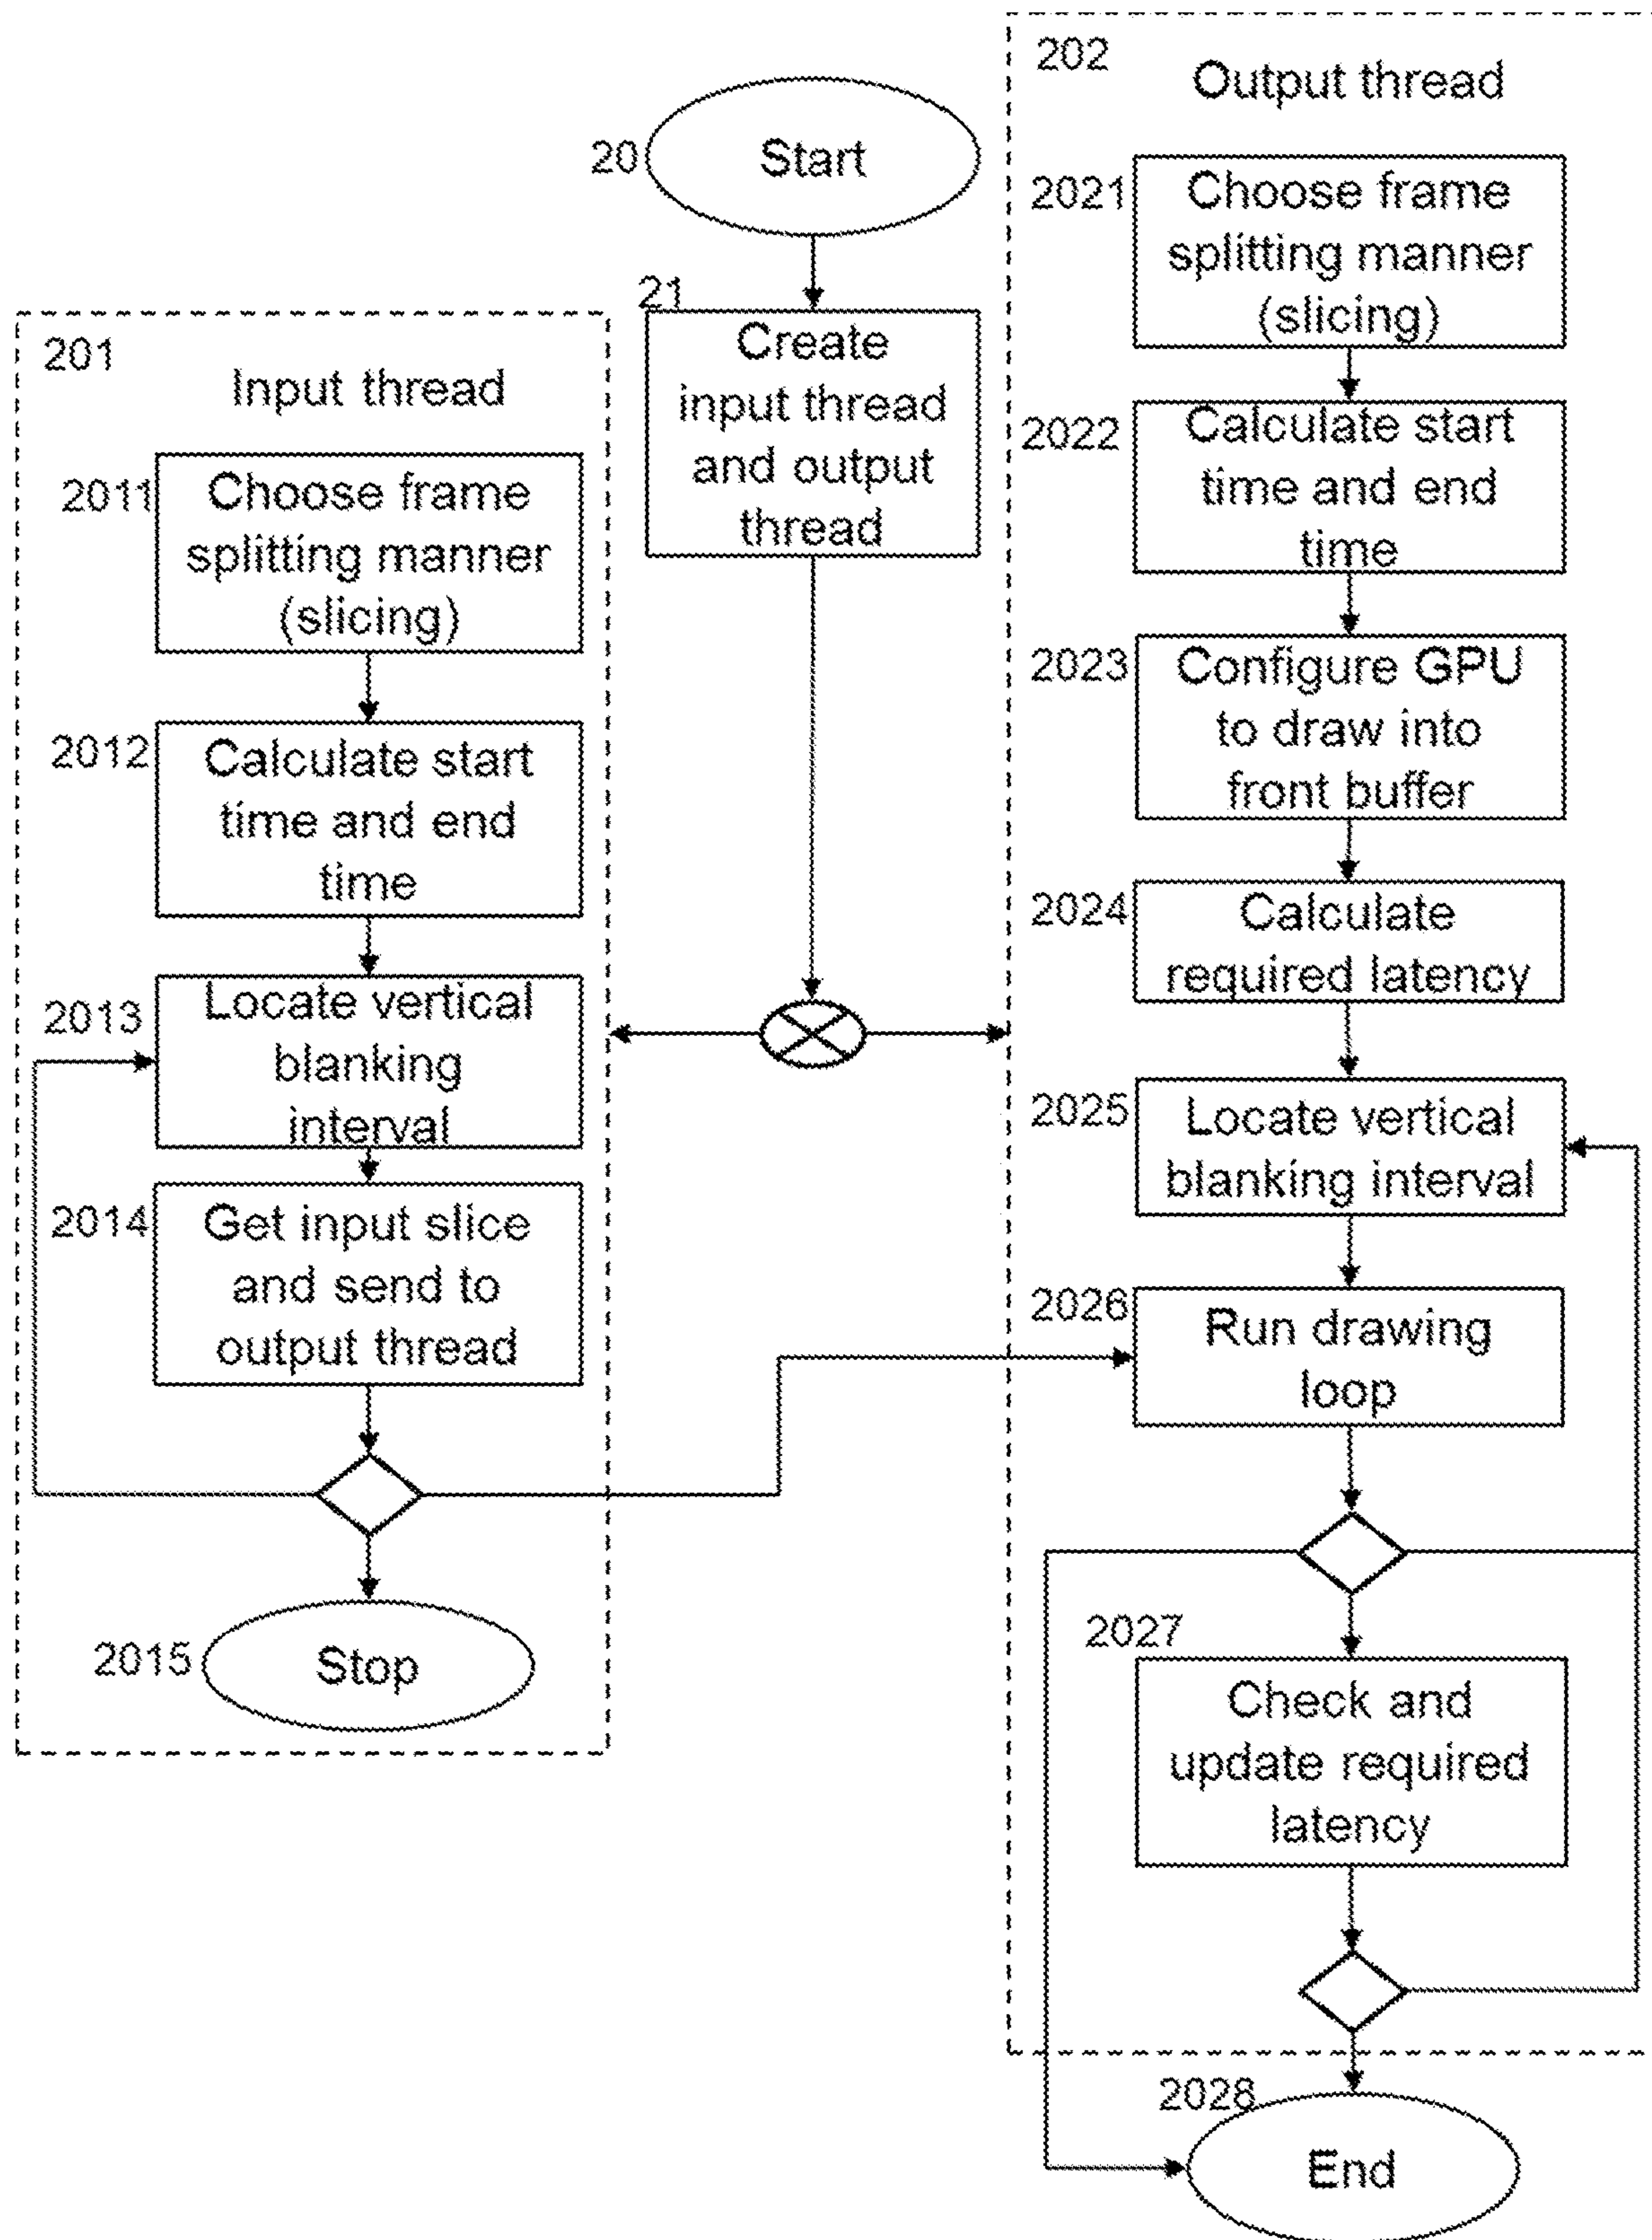 20
Start
21
Create
input thread
and output
thread
201
Input thread
2011
Choose frame
splitting manner
(slicing)
2012
Calculate start
time and end
time
2013
Locate vertical
blanking
interval
2014
Get input slice
and send to
output thread
2015
Stop
202
Output thread
2021
Choose frame
splitting manner
(slicing)
2022
Calculate start
time and end
time
2023
Configure GPU
to draw into
front buffer
2024
Calculate
required latency
2025
Locate vertical
blanking interval
2026
Run drawing
loop
2027
Check and
update required
latency
2028
End